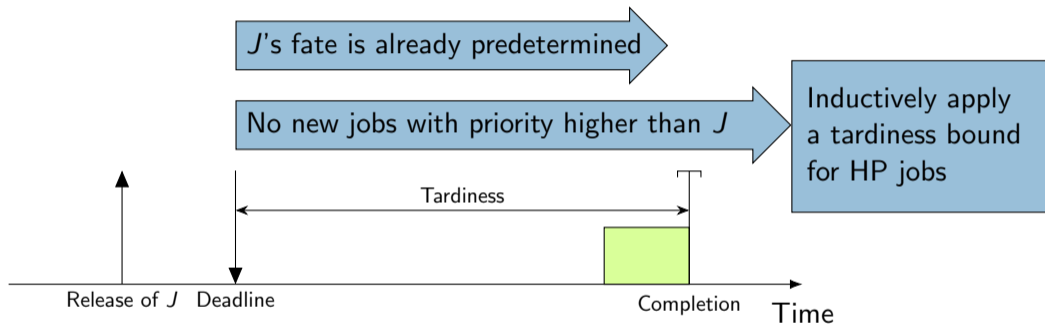 J's fate is already predetermined
No new jobs with priority higher than J
Inductively apply
a tardiness bound
for HP jobs
Tardiness
Release of J
Deadline
Completion
Time